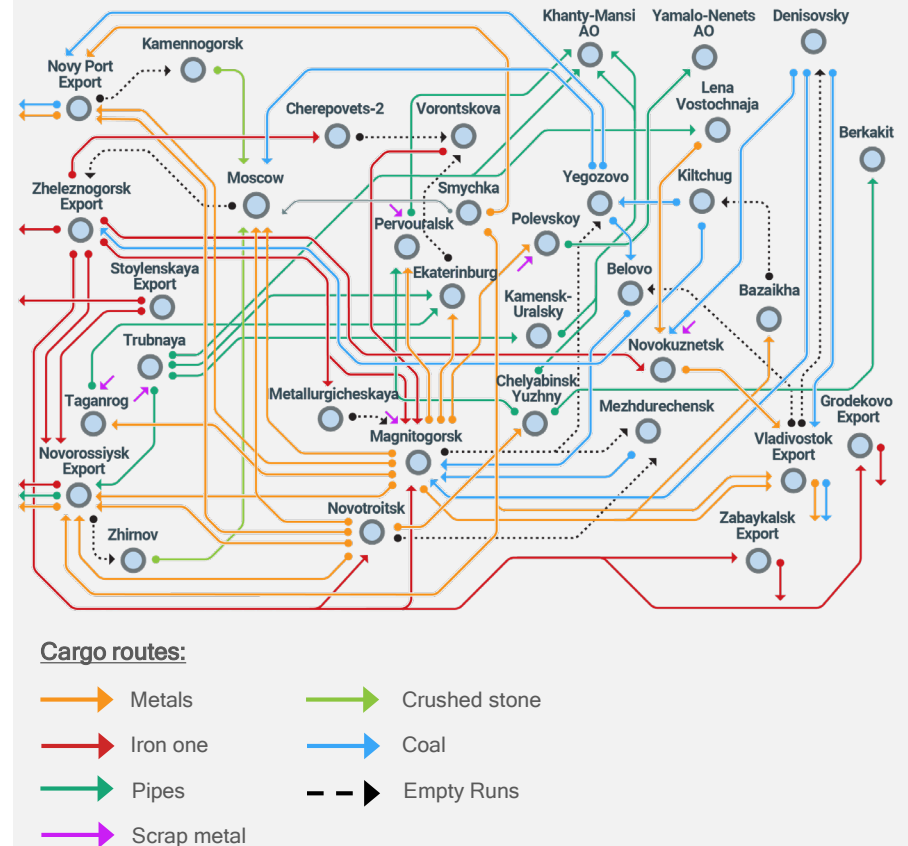 Khanty-Mansi
AO
Yamalo-Nenets
AO
Denisovsky
Kamennogorsk
Novy Port
Export
Lena
Vostochnaja
Cherepovets-2
Vorontskova
Berkakit
Moscow
Smychka
Yegozovo
Kiltchug
Zheleznogorsk
Export
Pervouralsk
Polevskoy
Stoylenskaya
Export
Ekaterinburg
Belovo
Bazaikha
Kamensk-
Uralsky
Trubnaya
Novokuznetsk
Taganrog
Metallurgicheskaya
Chelyabinsk
Yuzhny
Mezhdurechensk
Grodekovo
Export
Magnitogorsk
Vladivostok
Export
Novorossiysk
Export
Novotroitsk
Zabaykalsk
Export
Zhirnov
Cargo routes:
Metals
Crushed stone
Iron one
Coal
Pipes
Empty Runs
Scrap metal